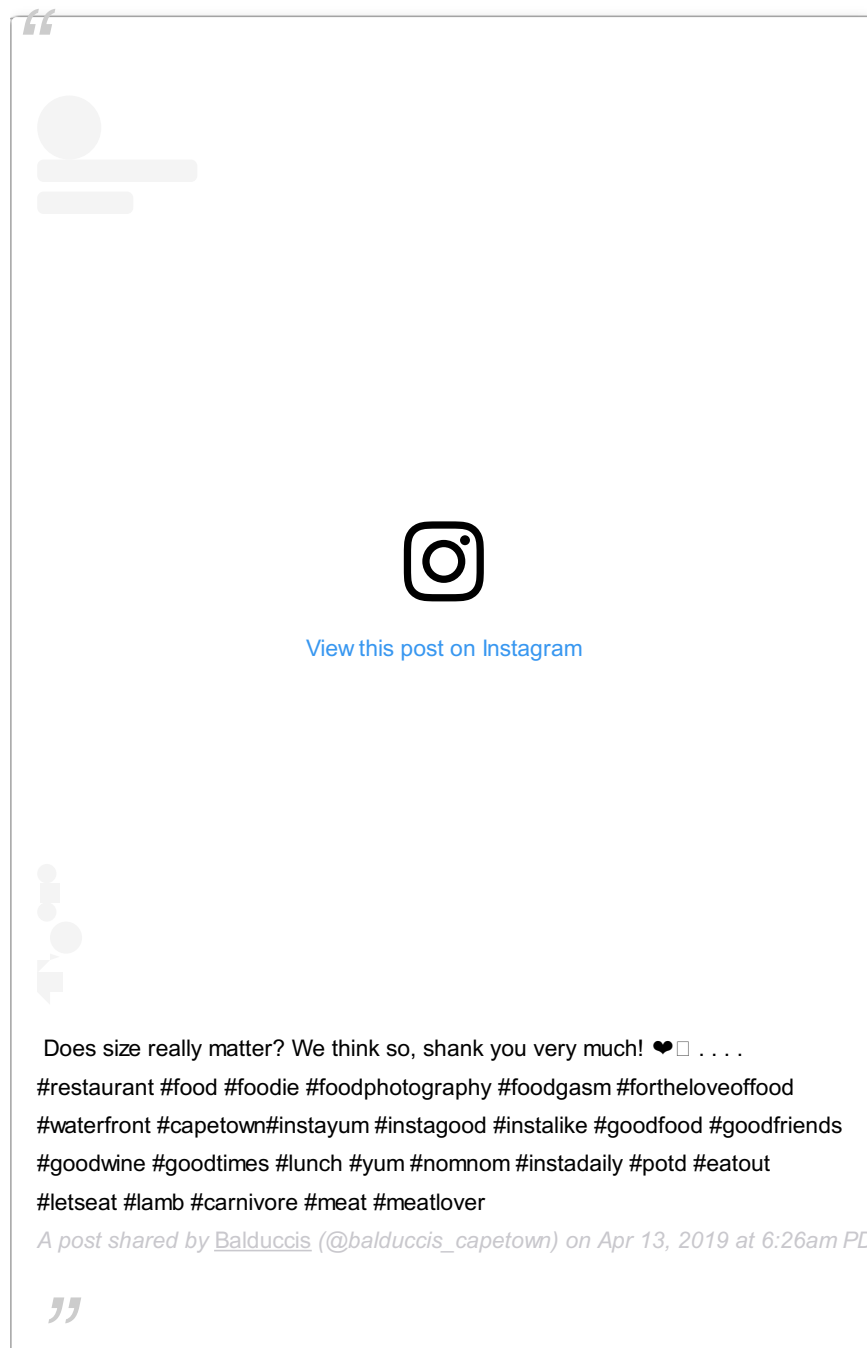 “
View this post on Instagram
Does size really matter? We think so, shank you very much! ❤□ . . . .
#restaurant #food #foodie #foodphotography #foodgasm #fortheloveoffood
#waterfront #capetown#instayum #instagood #instalike #goodfood #goodfriends
#goodwine #goodtimes #lunch #yum #nomnom #instadaily #potd #eatout
#letseat #lamb #carnivore #meat #meatlover
A post shared by Balduccis (@balduccis_capetown) on Apr 13, 2019 at 6:26am PD
”